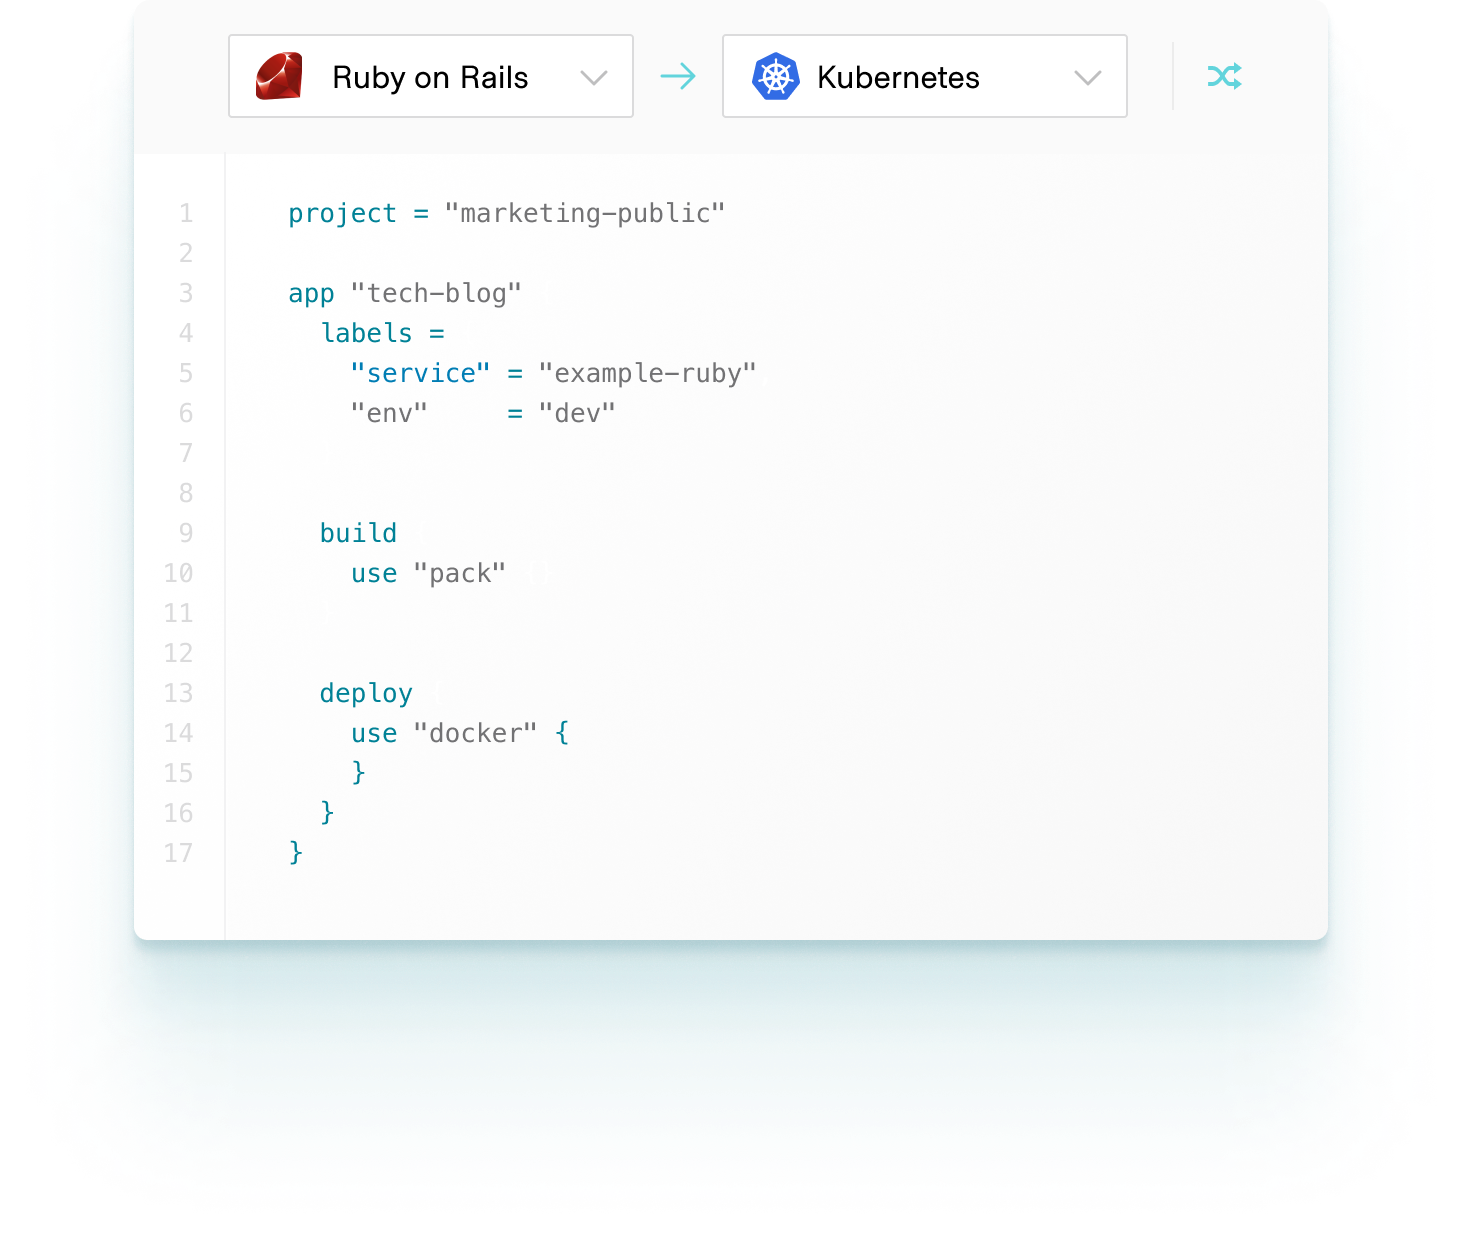 Ruby on Rails → Kubernetes
1 project = "marketing-public"
2
3 app "tech-blog"
4 labels =
5 "service" = "example-ruby"
6 "env" = "dev"
7
8
9 build
10 use "pack" {}
11
12
13 deploy
14 use "docker" {
15 }
16 }
17 }